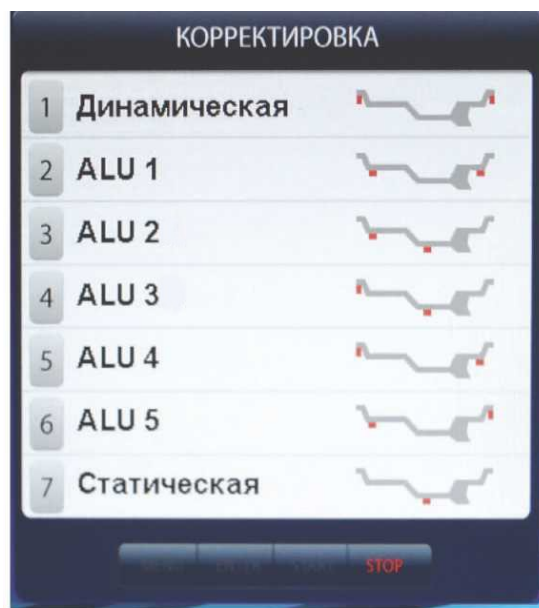 КОРРЕКТИРОВКА
1 Динамическая
2 ALU 1
3 ALU 2
4 ALU 3
5 ALU 4
6 ALU 5
7 Статическая
STOP